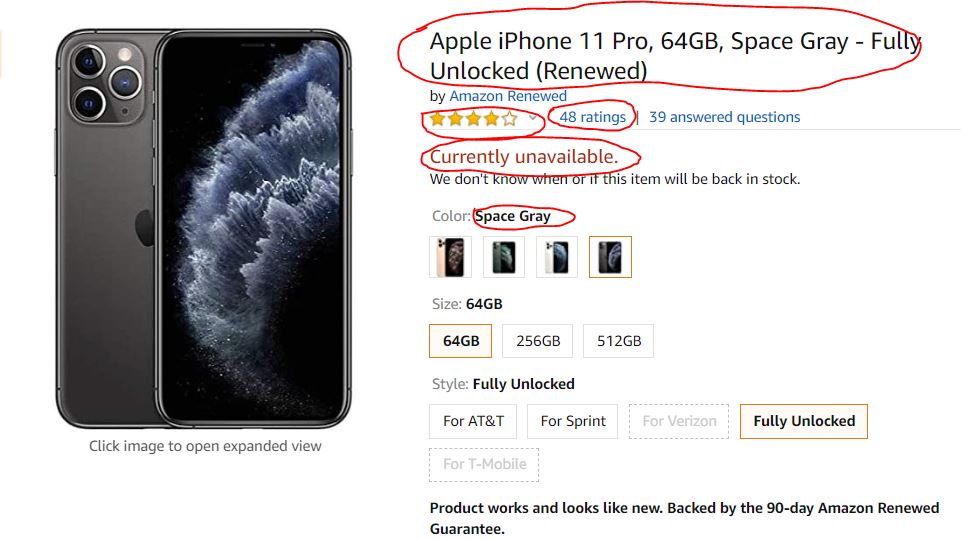 Apple iPhone 11 Pro, 64GB, Space Gray - Fully
Unlocked (Renewed)
by Amazon Renewed
48 ratings | 39 answered questions
Currently unavailable.
We don't know when or if this item will be back in stock.
Color: Space Gray
Size: 64GB
64GB 256GB 512GB
Style: Fully Unlocked
For AT&T For Sprint For Verizon Fully Unlocked
For T-Mobile
Click image to open expanded view
Product works and looks like new. Backed by the 90-day Amazon Renewed
Guarantee.